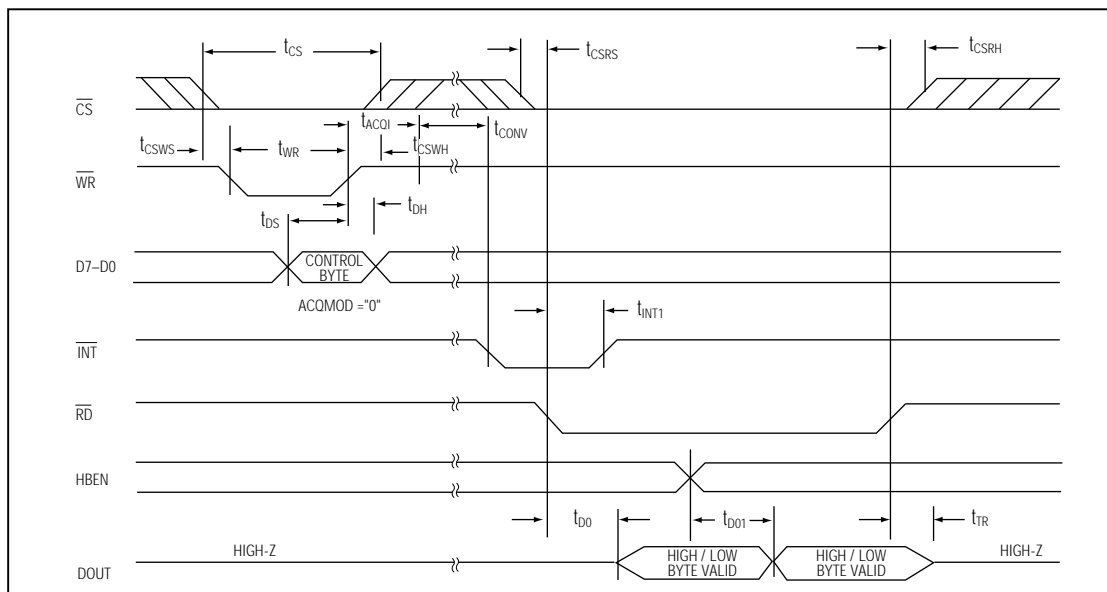 tCS
tCSRS
tCSRH
CS
tACQI
tCONV
tCSWS
tWR
tCSWH
WR
tDS
tDH
D7–D0
CONTROL
BYTE
ACQMOD ="0"
tINT1
INT
RD
HBEN
tD0
tD01
tTR
HIGH-Z
HIGH / LOW
BYTE VALID
HIGH / LOW
BYTE VALID
HIGH-Z
DOUT